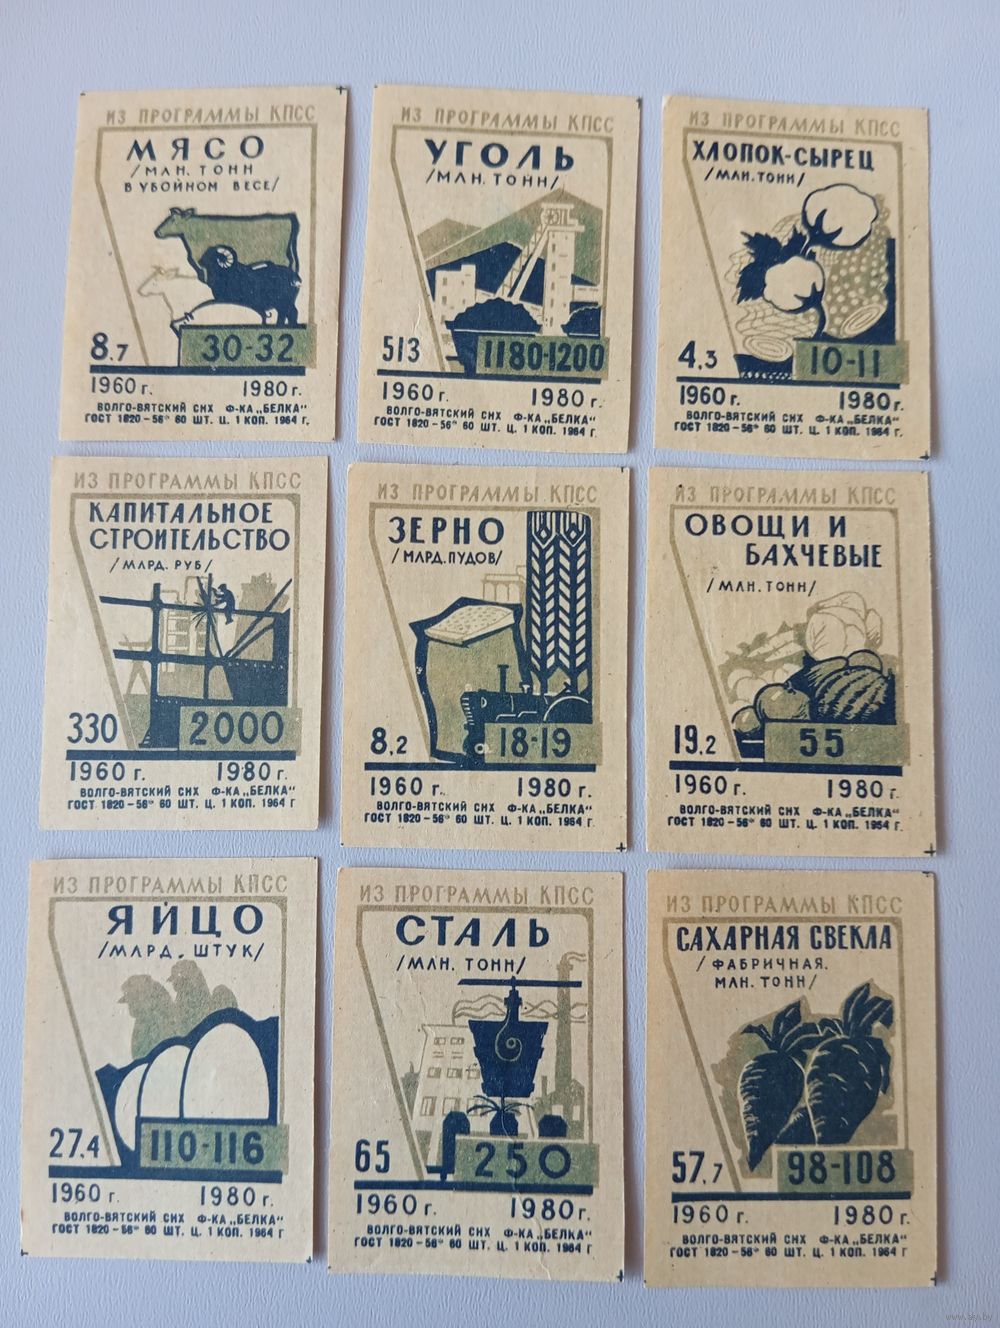 ИЗ ПРОГРАММЫ КПСС
МЯСО
/МЛН. ТОНН
В УБОЙНОМ ВЕСЕ/
8.7
30-32
1960 г. 1980 г.
ВОЛГО-ВЯТСКИЙ СНХ Ф-КА „БЕЛКА"
ГОСТ 1820-56° 60 ШТ. Ц. 1 КОП. 1964 г.
ИЗ ПРОГРАММЫ КПСС
УГОЛЬ
/МЛН. ТОНН/
513
1180-1200
1960 г. 1980 г.
ВОЛГО-ВЯТСКИЙ СНХ Ф-КА „БЕЛКА"
ГОСТ 1820-56° 60 ШТ. Ц. 1 КОП. 1964 г.
ИЗ ПРОГРАММЫ КПСС
ХЛОПОК-СЫРЕЦ
/МЛН. ТОНН/
4.3
10-11
1960 г. 1980 г.
ВОЛГО-ВЯТСКИЙ СНХ Ф-КА „БЕЛКА"
ГОСТ 1820-56° 60 ШТ. Ц. 1 КОП. 1964 г.
ИЗ ПРОГРАММЫ КПСС
КАПИТАЛЬНОЕ
СТРОИТЕЛЬСТВО
/МЛРД. РУБ/
330
2000
1960 г. 1980 г.
ВОЛГО-ВЯТСКИЙ СНХ Ф-КА „БЕЛКА"
ГОСТ 1820-56° 60 ШТ. Ц. 1 КОП. 1964 г
ИЗ ПРОГРАММЫ КПСС
ЗЕРНО
/МЛРД. ПУДОВ/
8.2
18-19
1960 г. 1980 г.
ВОЛГО-ВЯТСКИЙ СНХ Ф-КА „БЕЛКА"
ГОСТ 1820-56° 60 ШТ. Ц. 1 КОП. 1964 г.
ИЗ ПРОГРАММЫ КПСС
ОВОЩИ И
БАХЧЕВЫЕ
/МЛН. ТОНН/
19.2
55
1960 г. 1980 г.
ВОЛГО-ВЯТСКИЙ СНХ Ф-КА „БЕЛКА"
ГОСТ 1820-56° 60 ШТ. Ц. 1 КОП. 1964 г.
ИЗ ПРОГРАММЫ КПСС
ЯЙЦО
/МЛРД. ШТУК/
27.4
110-116
1960 г. 1980 г.
ВОЛГО-ВЯТСКИЙ СНХ Ф-КА „БЕЛКА"
ГОСТ 1820-56° 60 ШТ. Ц. 1 КОП. 1964 г
ИЗ ПРОГРАММЫ КПСС
СТАЛЬ
/МЛН. ТОНН/
65
250
1960 г. 1980 г.
ВОЛГО-ВЯТСКИЙ СНХ Ф-КА „БЕЛКА"
ГОСТ 1820-56° 60 ШТ. Ц. 1 КОП. 1964 г.
ИЗ ПРОГРАММЫ КПСС
САХАРНАЯ СВЕКЛА
/ФАБРИЧНАЯ.
МЛН. ТОНН/
57.7
98-108
1960 г. 1980 г.
ВОЛГО-ВЯТСКИЙ СНХ Ф-КА „БЕЛКА"
ГОСТ 1820-56° 60 ШТ. Ц. 1 КОП. 1964 г
www.ay.by